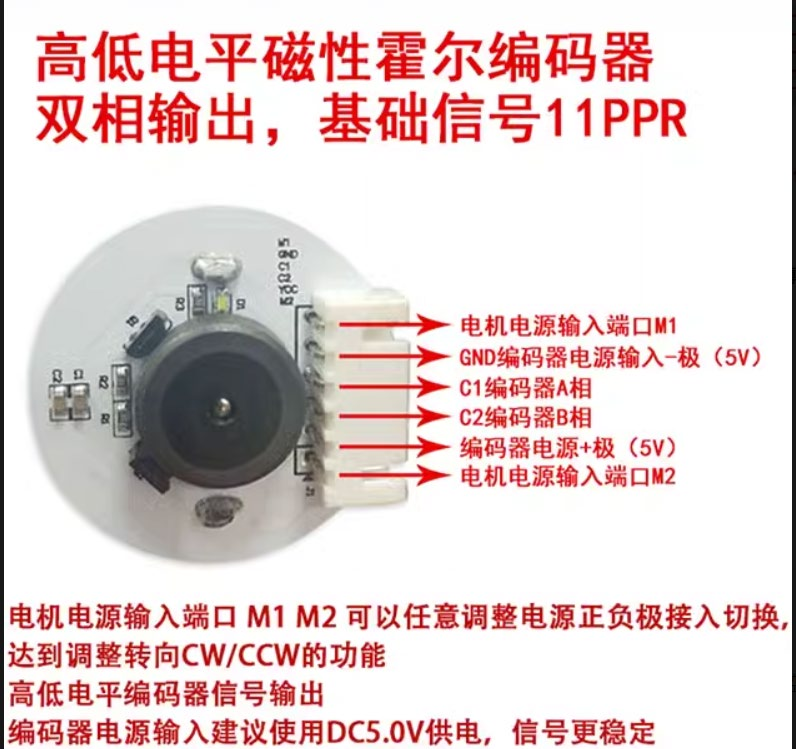 高低电平磁性霍尔编码器
双相输出，基础信号11PPR
R3
D1
R2
C2
C1
电机电源输入端口M1
GND编码器电源输入-极（5V）
C1编码器A相
C2编码器B相
编码器电源+极（5V）
电机电源输入端口M2
电机电源输入端口 M1 M2 可以任意调整电源正负极接入切换,
达到调整转向CW/CCW的功能
高低电平编码器信号输出
编码器电源输入建议使用DC5.0V供电，信号更稳定